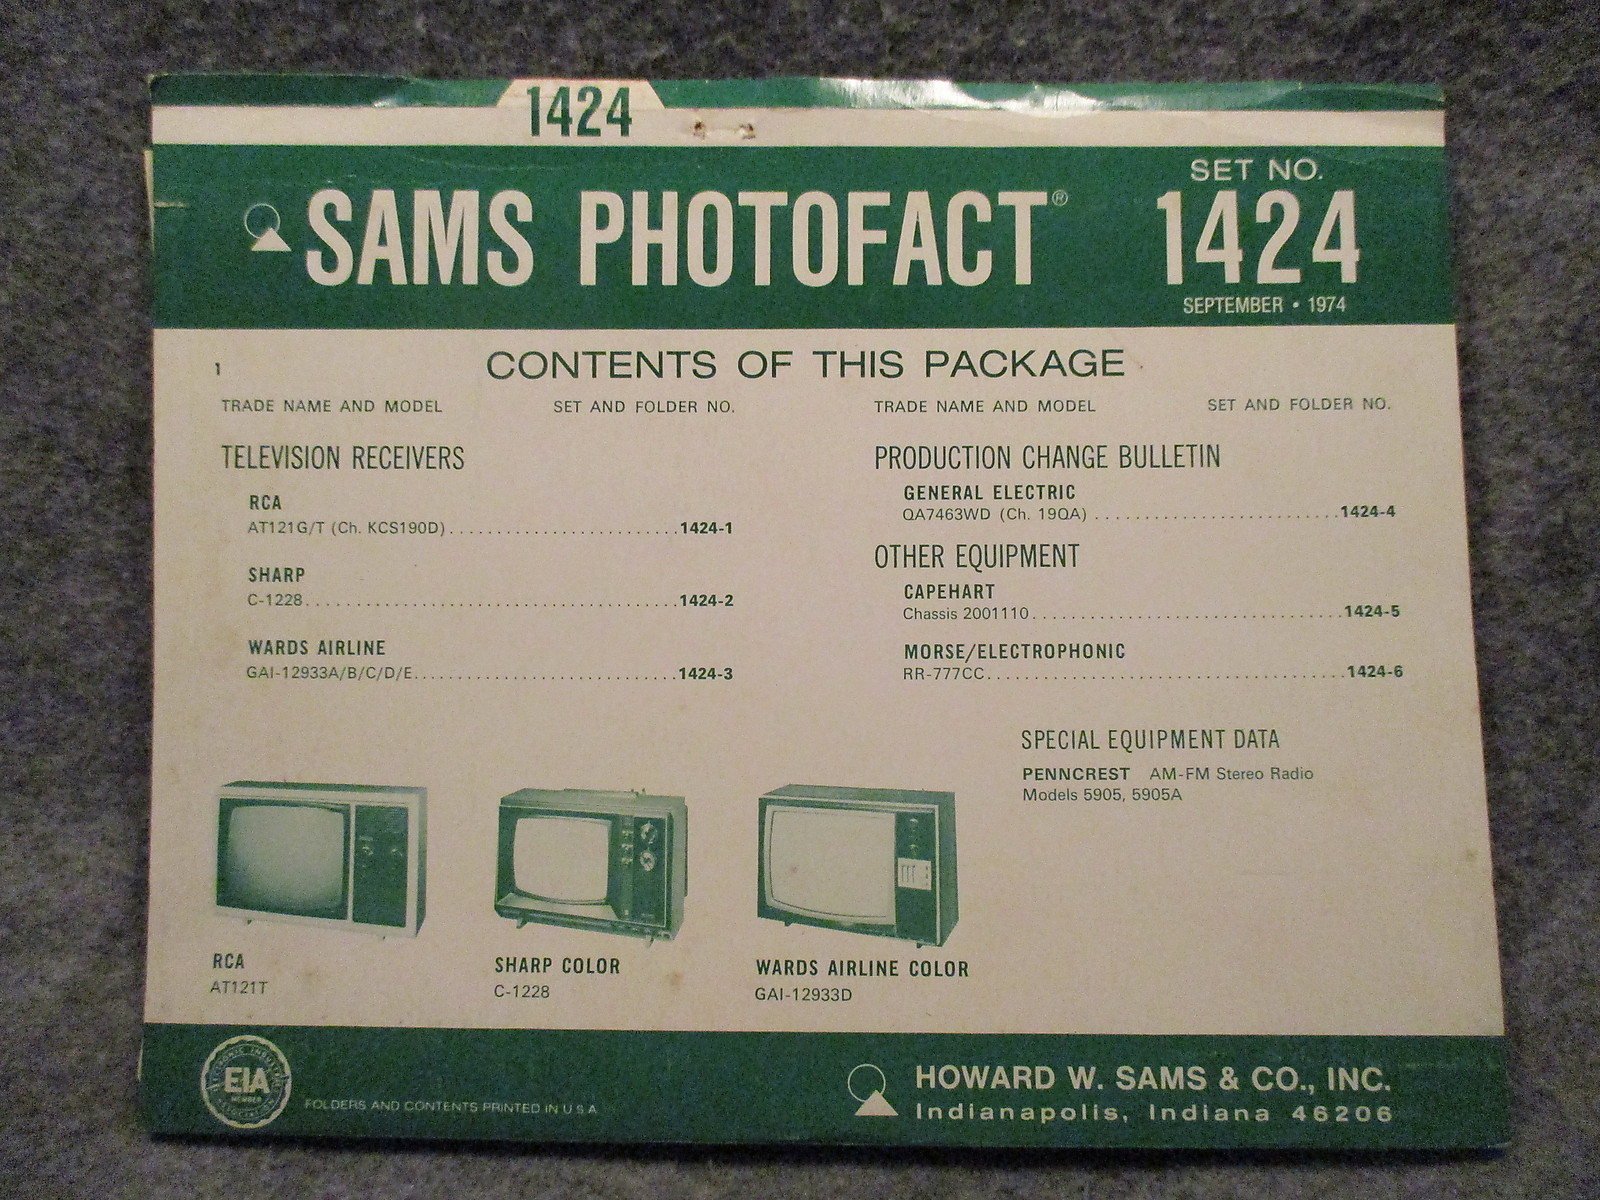 1424
SAMS PHOTOFACT®
SET NO.
1424
SEPTEMBER • 1974
1
CONTENTS OF THIS PACKAGE
TRADE NAME AND MODEL SET AND FOLDER NO.
TELEVISION RECEIVERS
RCA
AT121G/T (Ch. KCS190D)..........................1424-1
SHARP
C-1228..........................................1424-2
WARDS AIRLINE
GAI-12933A/B/C/D/E..............................1424-3
TRADE NAME AND MODEL SET AND FOLDER NO.
PRODUCTION CHANGE BULLETIN
GENERAL ELECTRIC
QA7463WD (Ch. 19QA)...........................1424-4
OTHER EQUIPMENT
CAPEHART
Chassis 2001110...................................1424-5
MORSE/ELECTROPHONIC
RR-777CC........................................1424-6
SPECIAL EQUIPMENT DATA
PENNCREST AM-FM Stereo Radio
Models 5905, 5905A
RCA
AT121T
SHARP COLOR
C-1228
WARDS AIRLINE COLOR
GAI-12933D
EIA
MEMBER
FOLDERS AND CONTENTS PRINTED IN U S A
HOWARD W. SAMS & CO., INC.
Indianapolis, Indiana 46206